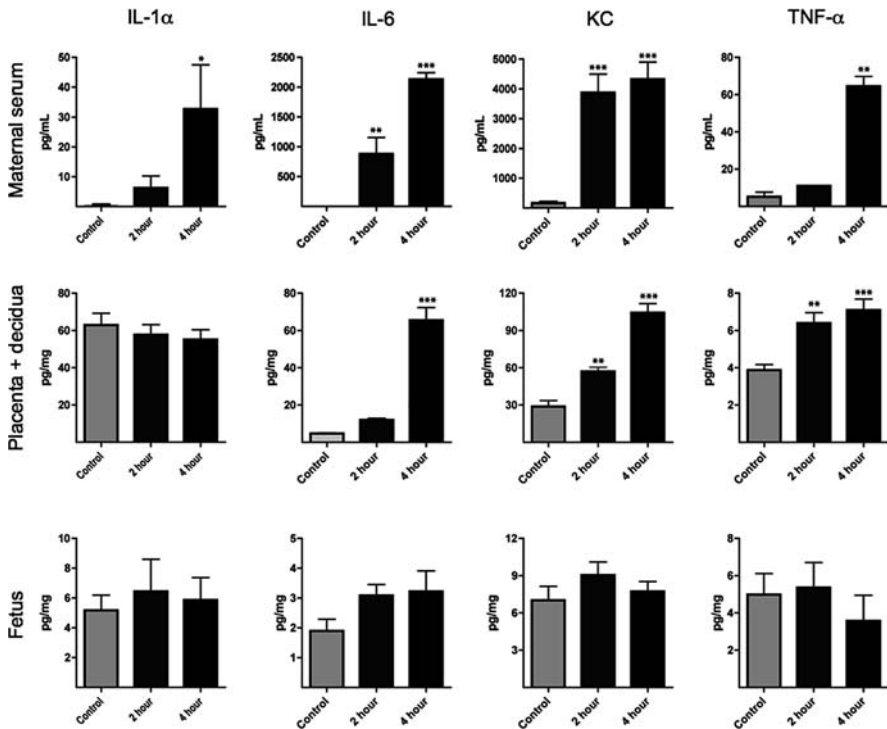 IL-1α IL-6 KC TNF-α
Maternal serum
pg/mL
50
40
30
20
10
*
Control 2 hour 4 hour
pg/mL
2500
2000
1500
1000
500
** ***
Control 2 hour 4 hour
pg/mL
5000
4000
3000
2000
1000
*** ***
Control 2 hour 4 hour
pg/mL
80
60
40
20
**
Control 2 hour 4 hour
Placenta + decidua
pg/mg
80
60
40
20
Control 2 hour 4 hour
pg/mg
80
60
40
20
***
Control 2 hour 4 hour
pg/mg
120
90
60
30
** ***
Control 2 hour 4 hour
pg/mg
8
6
4
2
** ***
Control 2 hour 4 hour
Fetus
pg/mg
10
8
6
4
2
Control 2 hour 4 hour
pg/mg
5
4
3
2
1
Control 2 hour 4 hour
pg/mg
12
9
6
3
Control 2 hour 4 hour
pg/mg
8
6
4
2
Control 2 hour 4 hour